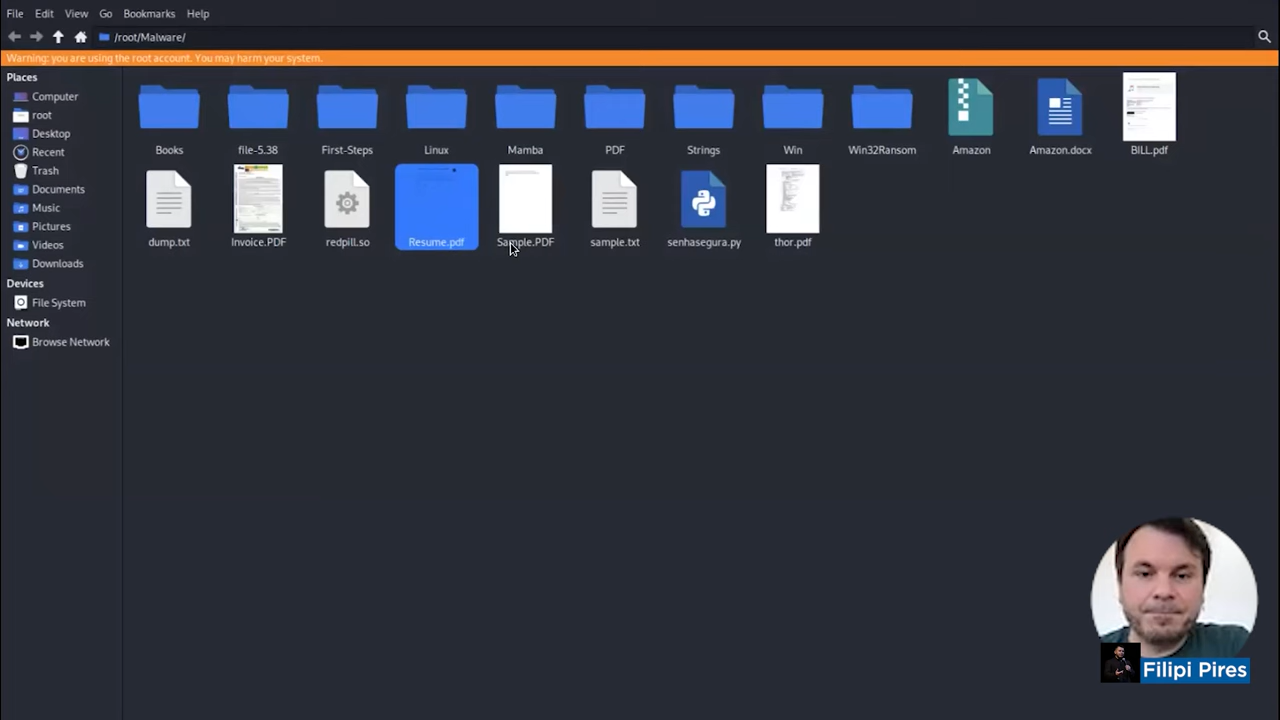 File Edit View Go Bookmarks Help
/root/Malware/
Warning: you are using the root account. You may harm your system.
Places
Computer
root
Desktop
Recent
Trash
Documents
Music
Pictures
Videos
Downloads
Devices
File System
Network
Browse Network
Books file-5.38 First-Steps Linux Mamba PDF Strings Win Win32Ransom Amazon Amazon.docx BILL.pdf
dump.txt Invoice.PDF redpill.so Resume.pdf Sample.PDF sample.txt senhasegura.py thor.pdf
Filipi Pires